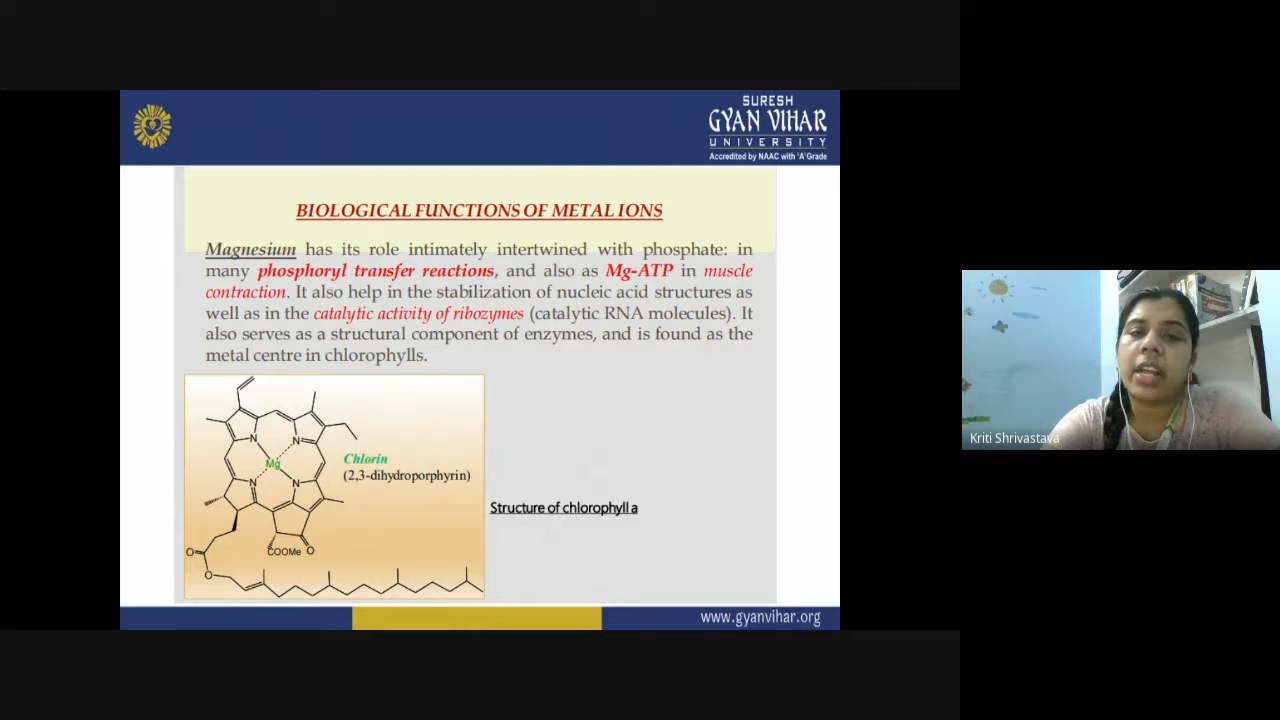 SURESH
GYAN VIHAR
UNIVERSITY
Accredited by NAAC with 'A' Grade
BIOLOGICAL FUNCTIONS OF METAL IONS
Magnesium has its role intimately intertwined with phosphate: in
many phosphoryl transfer reactions, and also as Mg-ATP in muscle
contraction. It also help in the stabilization of nucleic acid structures as
well as in the catalytic activity of ribozymes (catalytic RNA molecules). It
also serves as a structural component of enzymes, and is found as the
metal centre in chlorophylls.
N N
Mg
N N
Chlorin
(2,3-dihydroporphyrin)
O COOMe O
O
Structure of chlorophyll a
www.gyanvihar.org
Kriti Shrivastava